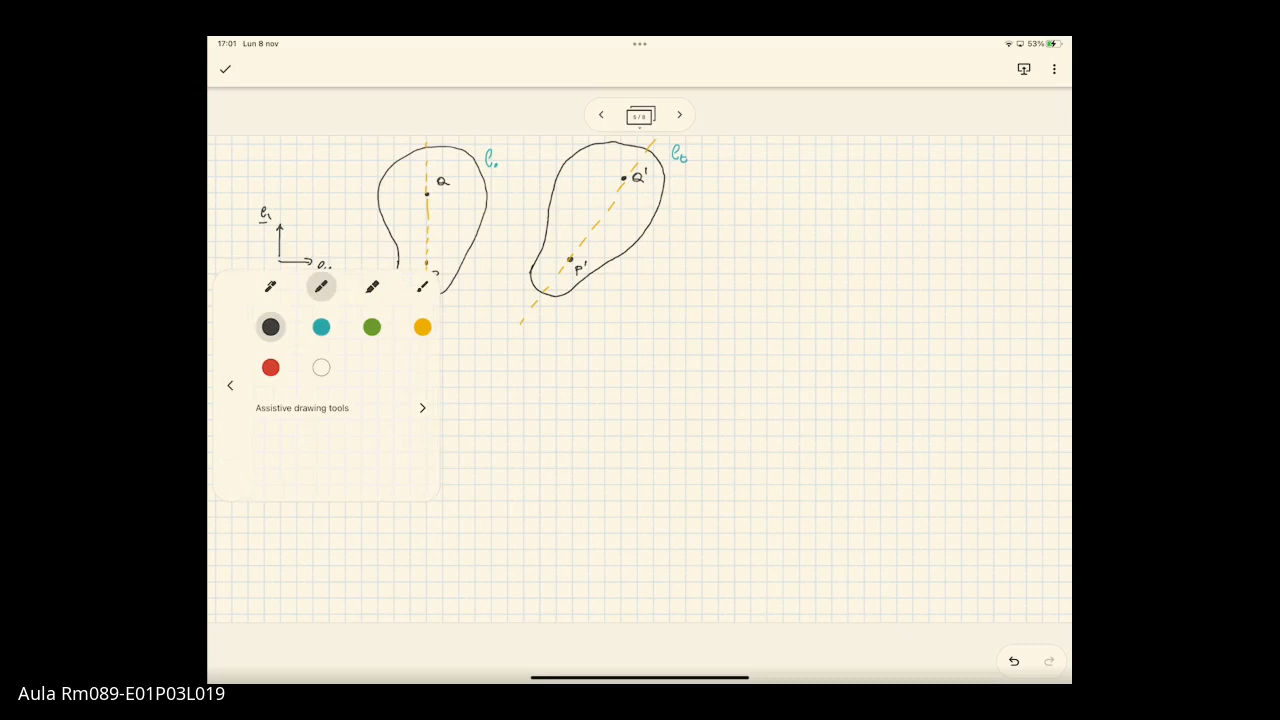 17:01 Lun 8 nov
53%
5 / 8
Q
Q'
P'
Assistive drawing tools
Aula Rm089-E01P03L019